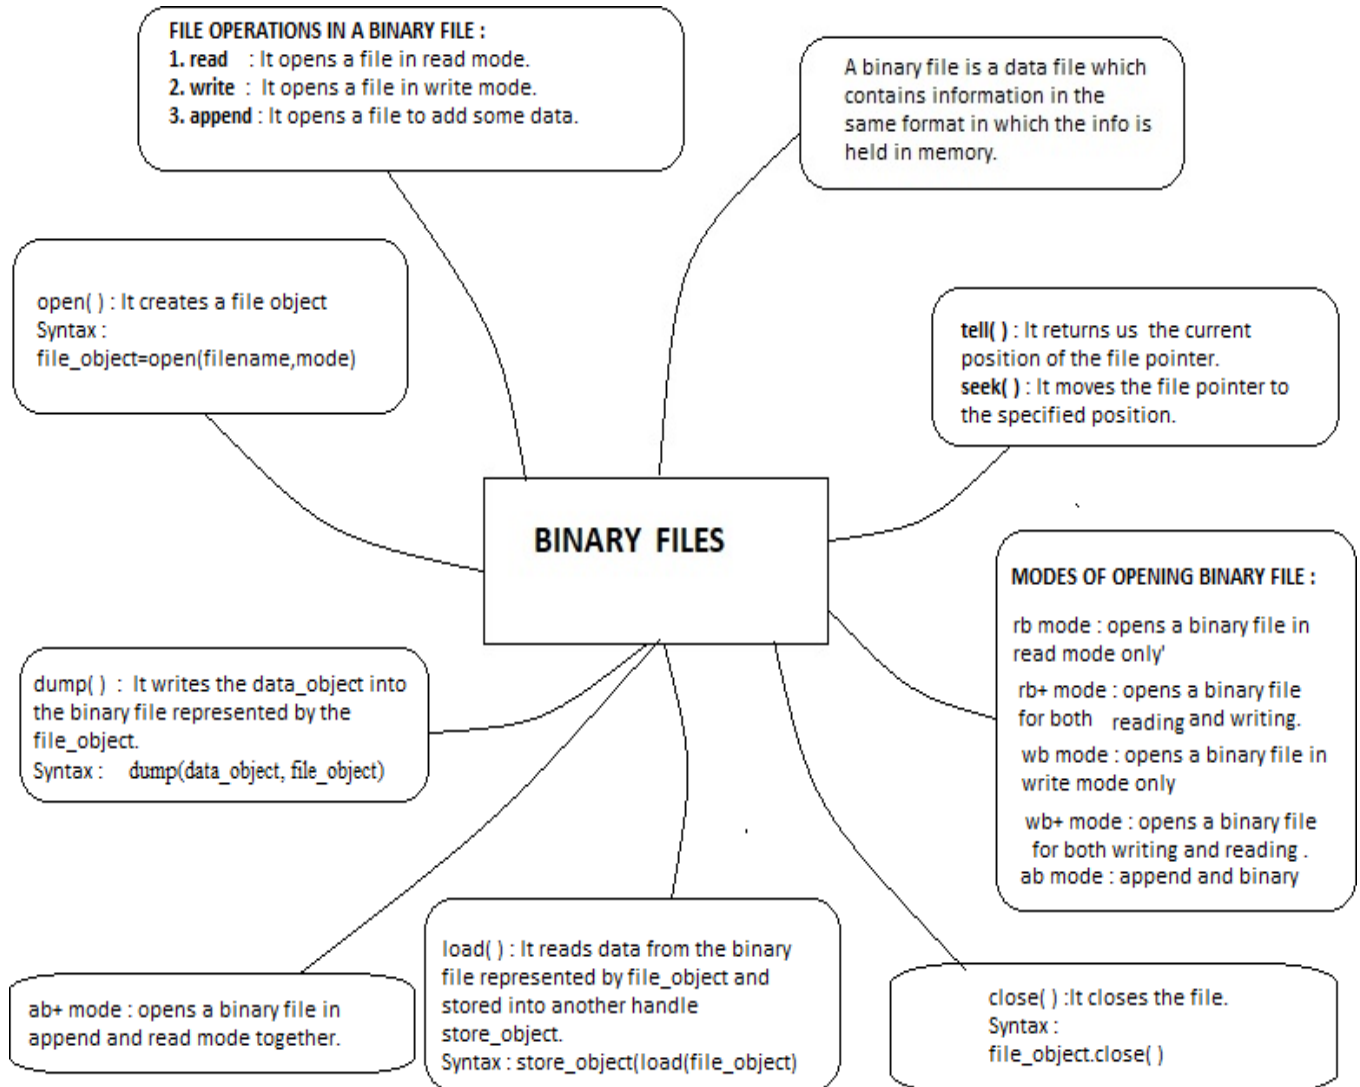 FILE OPERATIONS IN A BINARY FILE :
1. read : It opens a file in read mode.
2. write : It opens a file in write mode.
3. append : It opens a file to add some data.
A binary file is a data file which
contains information in the
same format in which the info is
held in memory.
open( ) : It creates a file object
Syntax :
file_object=open(filename,mode)
tell( ) : It returns us the current
position of the file pointer.
seek( ) : It moves the file pointer to
the specified position.
BINARY FILES
MODES OF OPENING BINARY FILE :
rb mode : opens a binary file in
read mode only'
rb+ mode : opens a binary file
for both reading and writing.
wb mode : opens a binary file in
write mode only
wb+ mode : opens a binary file
for both writing and reading .
ab mode : append and binary
dump( ) : It writes the data_object into
the binary file represented by the
file_object.
Syntax : dump(data_object, file_object)
ab+ mode : opens a binary file in
append and read mode together.
load( ) : It reads data from the binary
file represented by file_object and
stored into another handle
store_object.
Syntax : store_object(load(file_object)
close( ) :It closes the file.
Syntax :
file_object.close( )